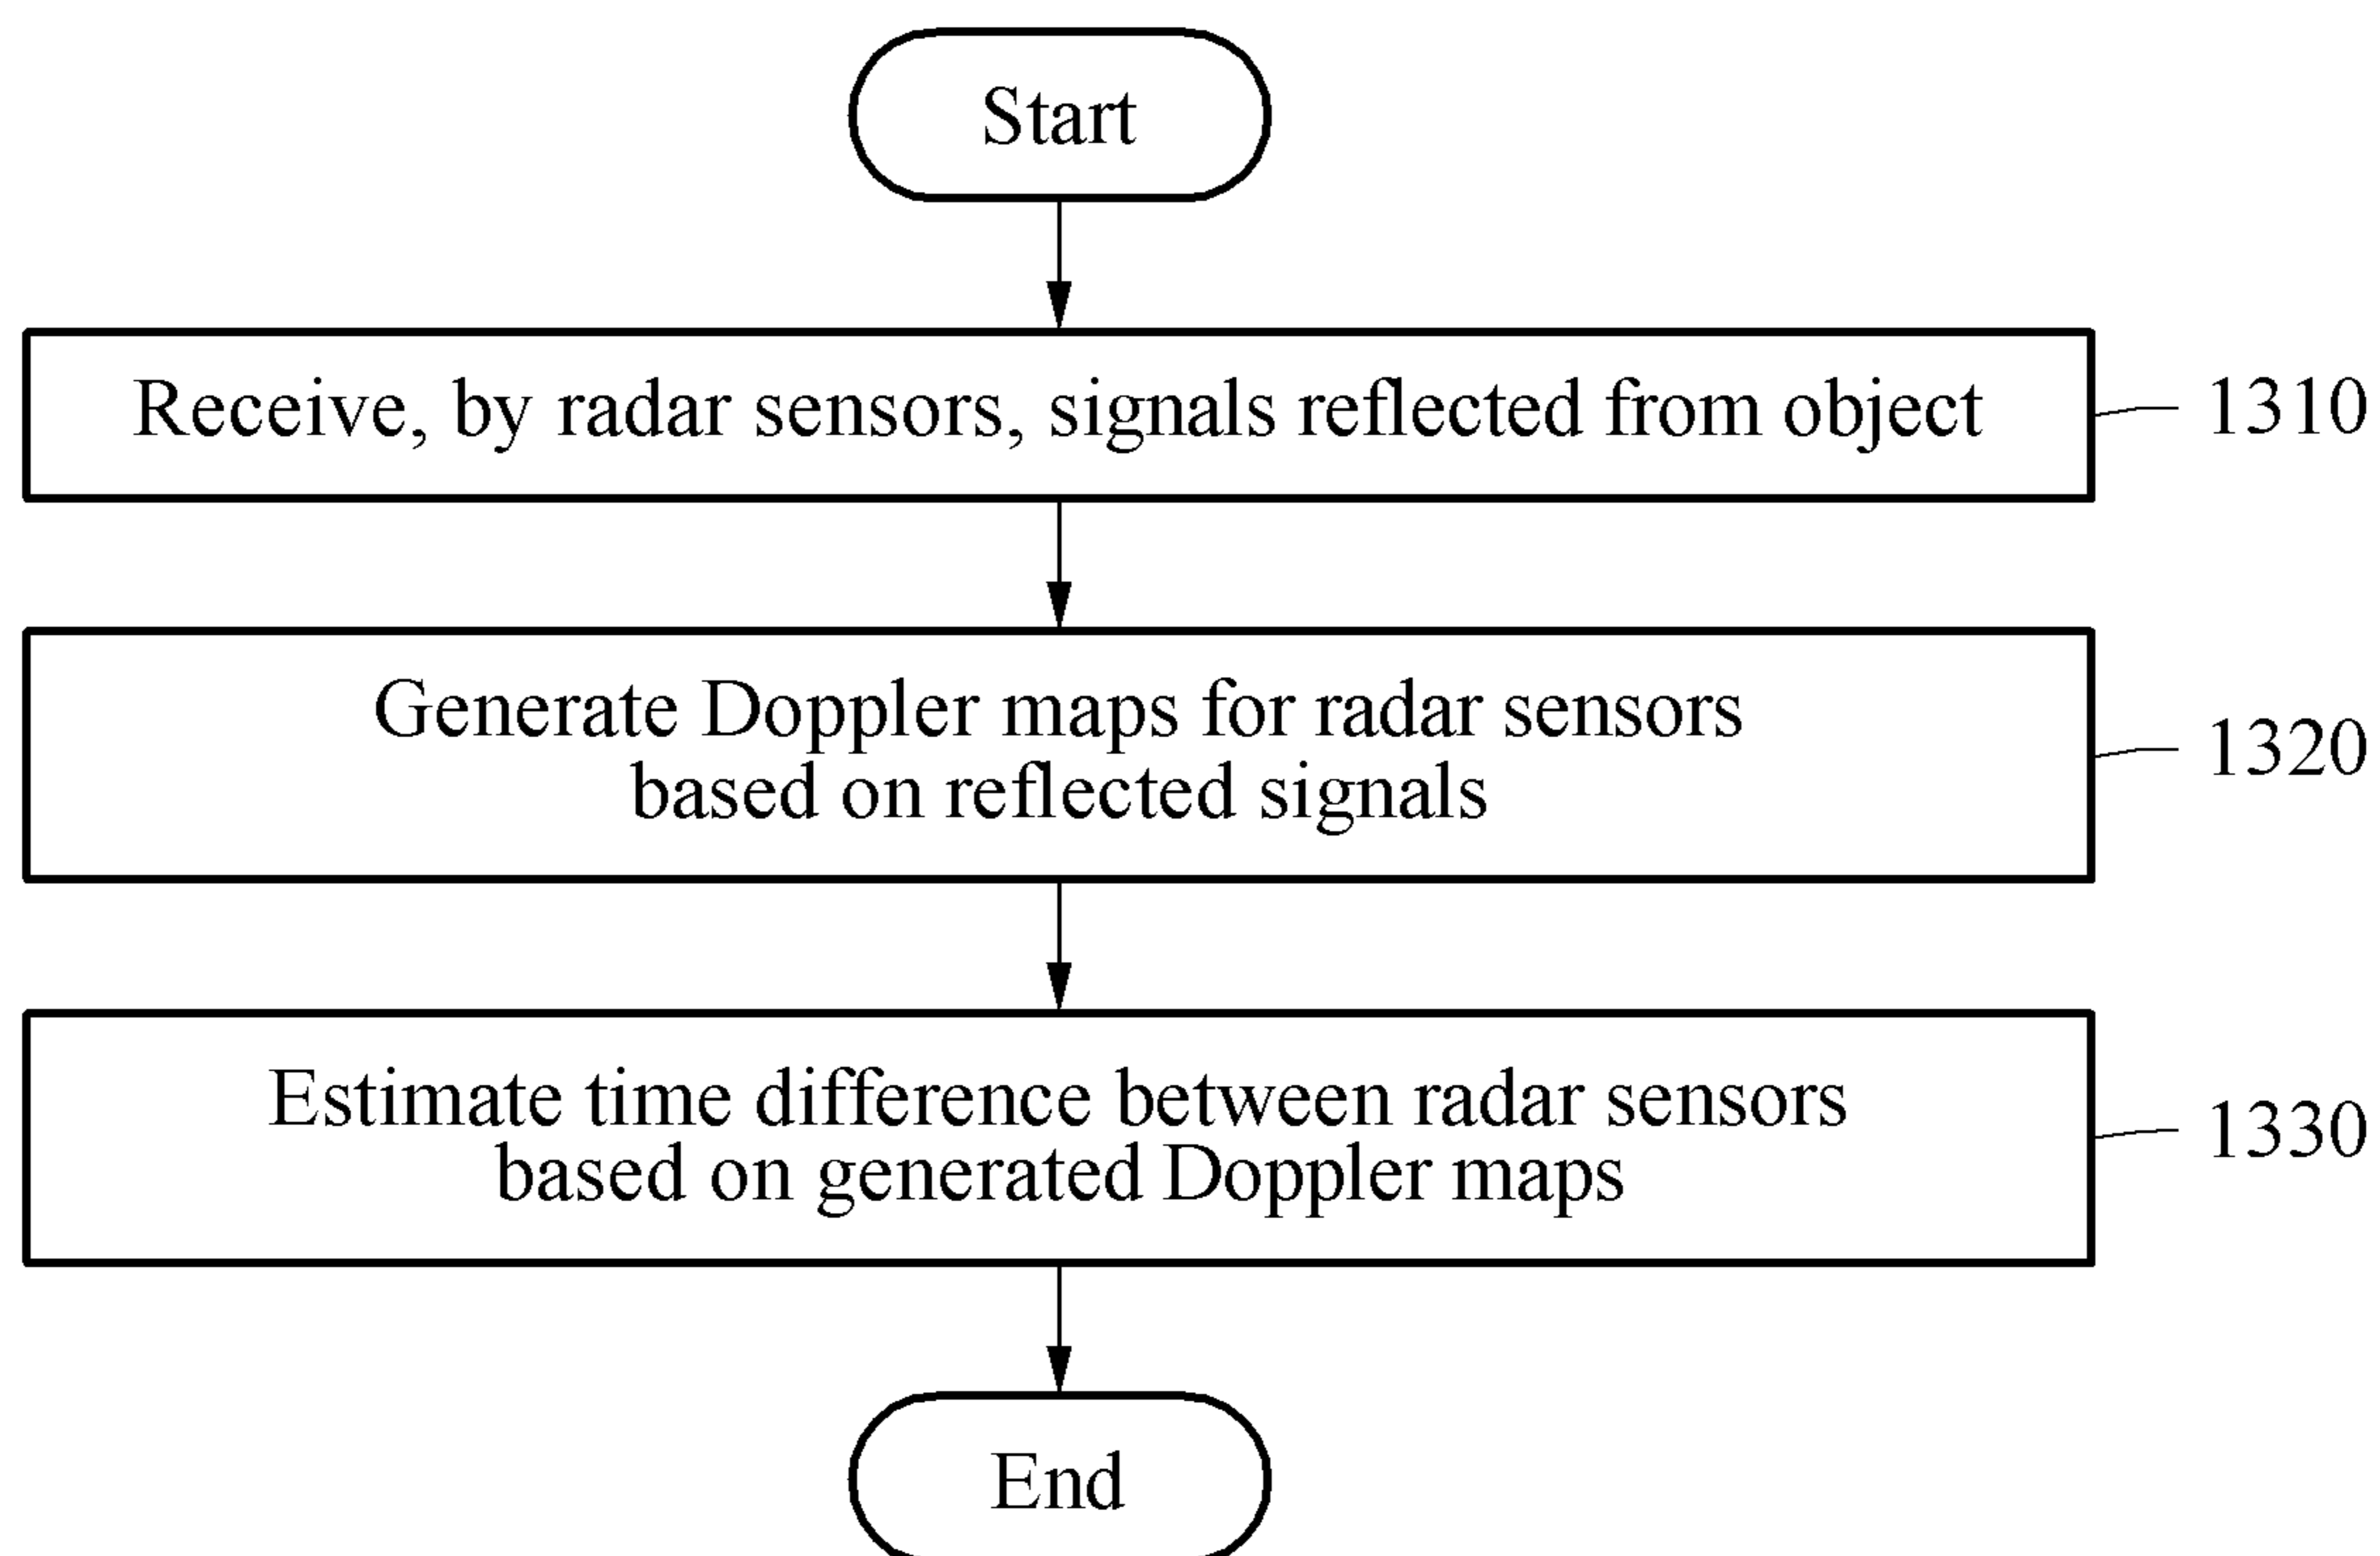 Start
Receive, by radar sensors, signals reflected from object
1310
Generate Doppler maps for radar sensors
based on reflected signals
1320
Estimate time difference between radar sensors
based on generated Doppler maps
1330
End